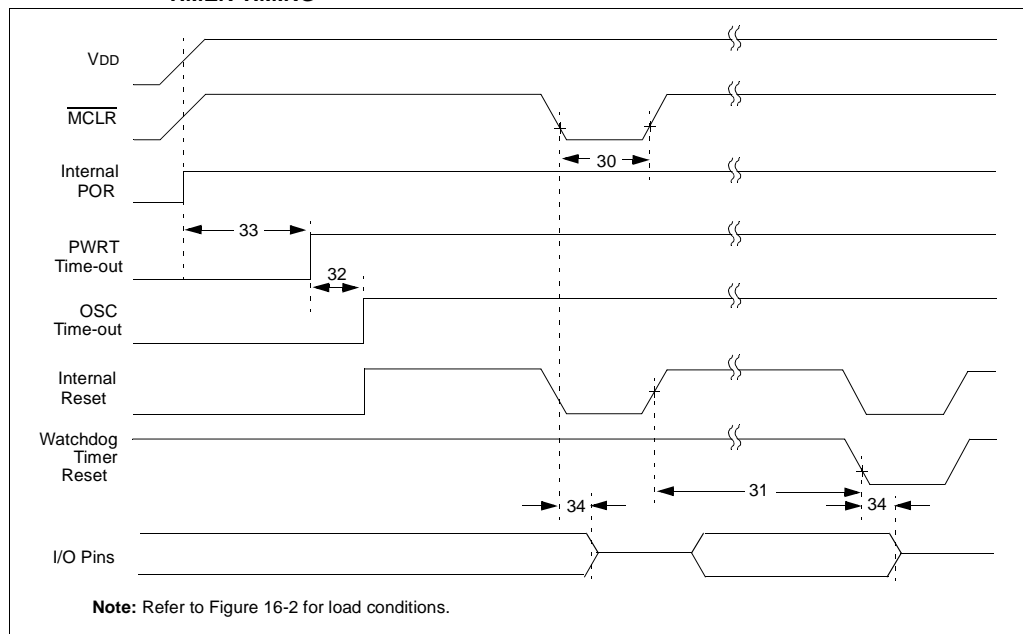 VDD
MCLR
30
Internal
POR
33
PWRT
Time-out
32
OSC
Time-out
Internal
Reset
Watchdog
Timer
Reset
31
34
34
I/O Pins
Note: Refer to Figure 16-2 for load conditions.